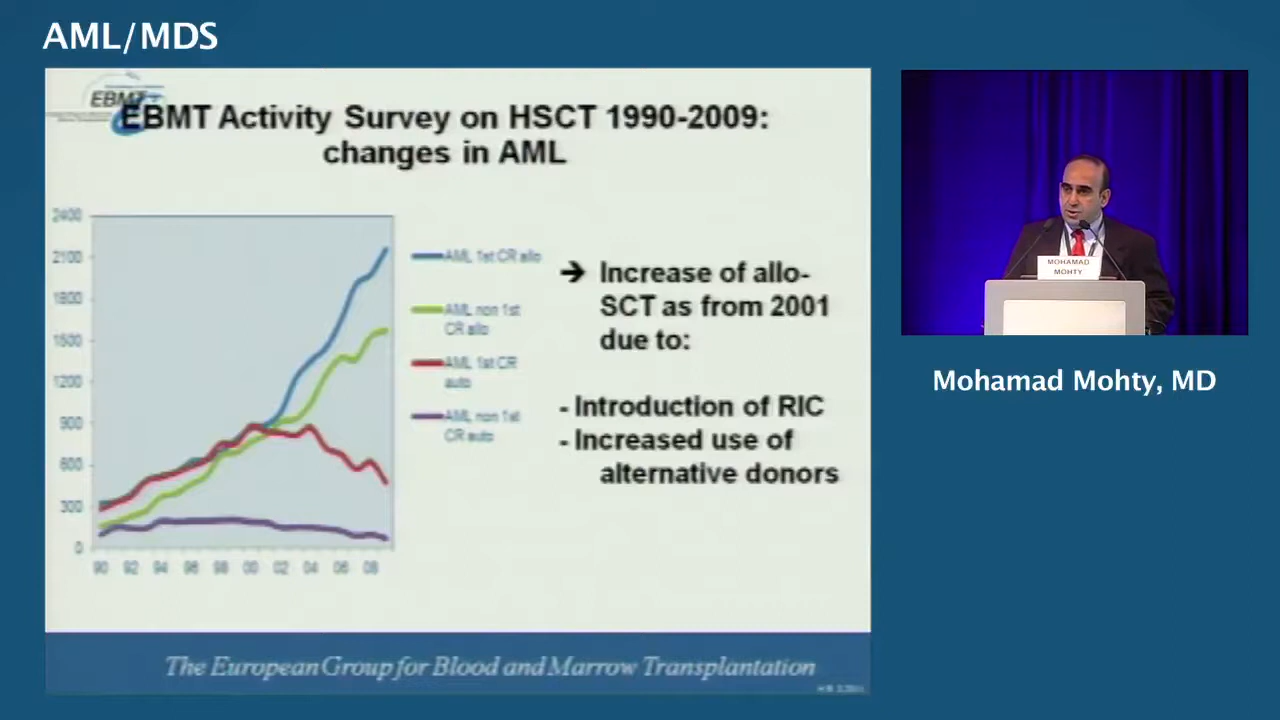 AML/MDS
EBMT
EBMT Activity Survey on HSCT 1990-2009:
changes in AML
2400
2100
1800
1500
1200
900
600
300
0
90 92 94 96 98 00 02 04 06 08
AML 1st CR allo
AML non 1st
CR allo
AML 1st CR
auto
AML non 1st
CR auto
➔ Increase of allo-
SCT as from 2001
due to:
- Introduction of RIC
- Increased use of
alternative donors
The European Group for Blood and Marrow Transplantation
MOHAMAD
MOHTY
Mohamad Mohty, MD